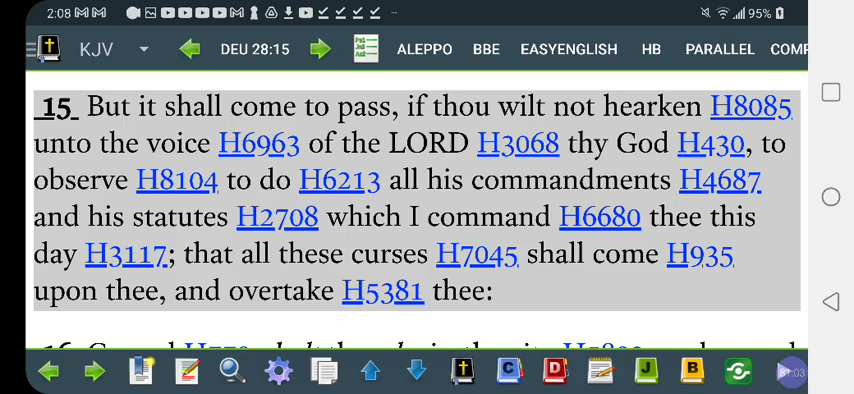 2:08 95%
KJV DEU 28:15 ALEPPO BBE EASYENGLISH HB PARALLEL COMP
15 But it shall come to pass, if thou wilt not hearken H8085
unto the voice H6963 of the LORD H3068 thy God H430, to
observe H8104 to do H6213 all his commandments H4687
and his statutes H2708 which I command H6680 thee this
day H3117; that all these curses H7045 shall come H935
upon thee, and overtake H5381 thee:
C D J B 31:03